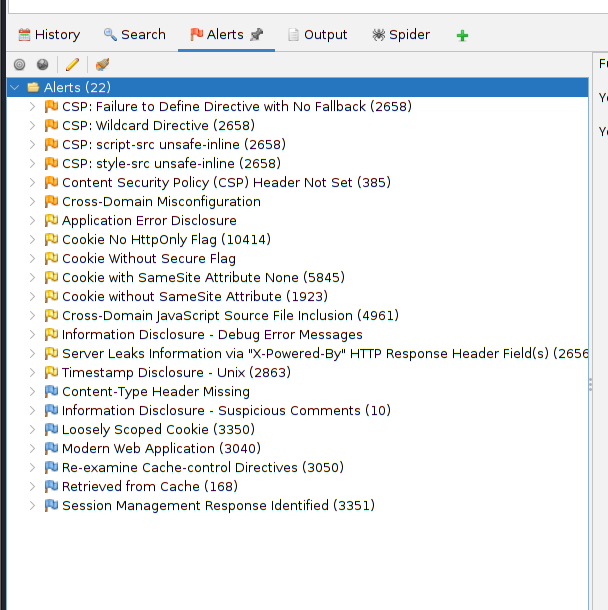 History Search Alerts Output Spider
Alerts (22)
CSP: Failure to Define Directive with No Fallback (2658)
CSP: Wildcard Directive (2658)
CSP: script-src unsafe-inline (2658)
CSP: style-src unsafe-inline (2658)
Content Security Policy (CSP) Header Not Set (385)
Cross-Domain Misconfiguration
Application Error Disclosure
Cookie No HttpOnly Flag (10414)
Cookie Without Secure Flag
Cookie with SameSite Attribute None (5845)
Cookie without SameSite Attribute (1923)
Cross-Domain JavaScript Source File Inclusion (4961)
Information Disclosure - Debug Error Messages
Server Leaks Information via "X-Powered-By" HTTP Response Header Field(s) (2656
Timestamp Disclosure - Unix (2863)
Content-Type Header Missing
Information Disclosure - Suspicious Comments (10)
Loosely Scoped Cookie (3350)
Modern Web Application (3040)
Re-examine Cache-control Directives (3050)
Retrieved from Cache (168)
Session Management Response Identified (3351)